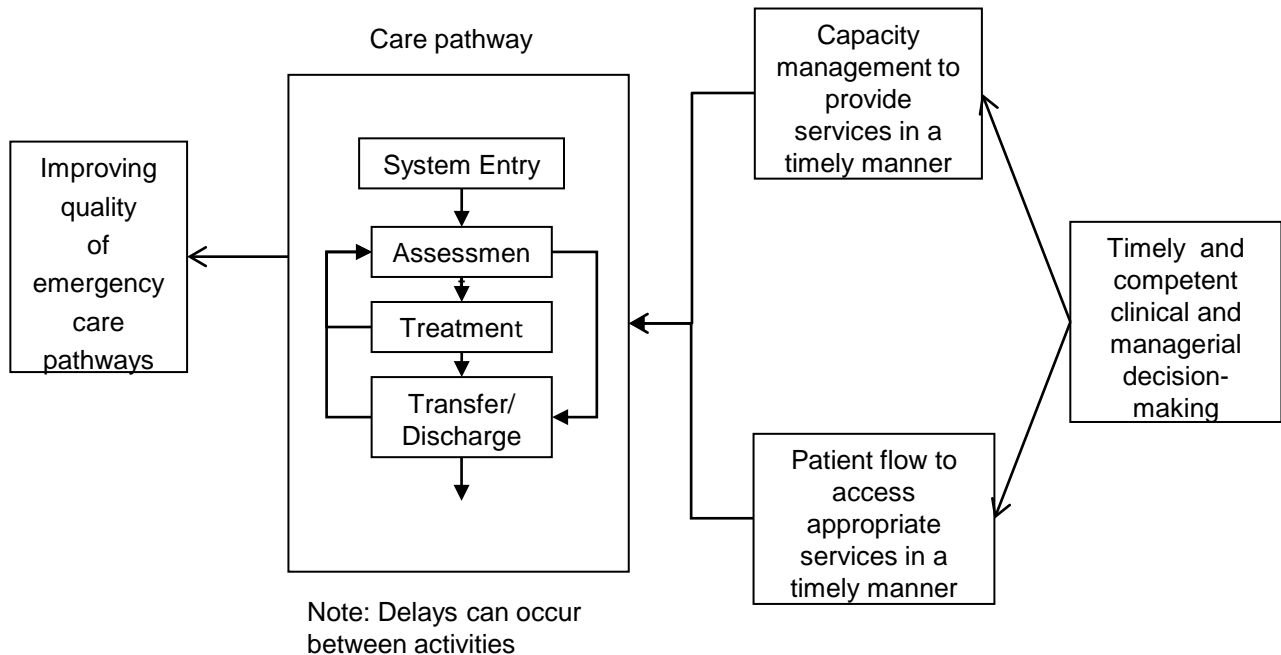 Care pathway
Improving
quality
of
emergency
care
pathways
System Entry
Assessmen
Treatment
Transfer/
Discharge
Note: Delays can occur
between activities
Capacity
management to
provide
services in a
timely manner
Patient flow to
access
appropriate
services in a
timely manner
Timely and
competent
clinical and
managerial
decision-
making